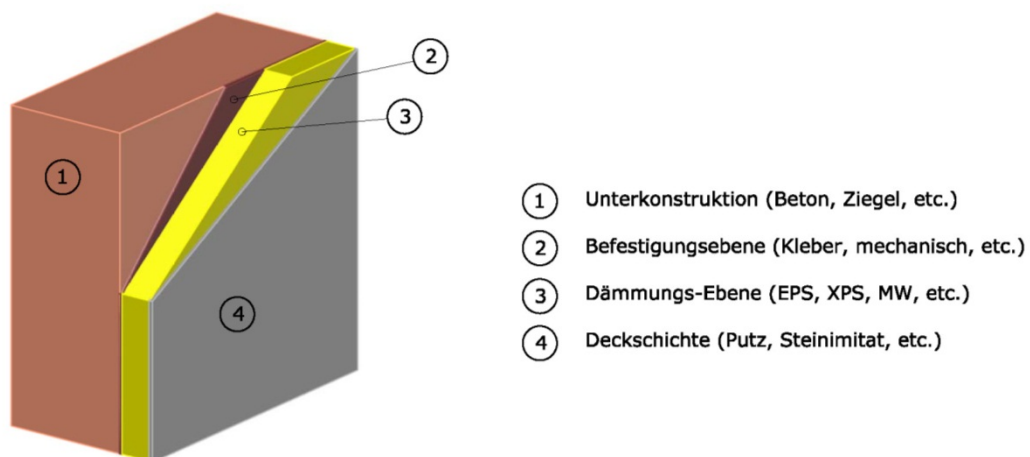 2
3
1
4
1 Unterkonstruktion (Beton, Ziegel, etc.)
2 Befestigungsebene (Kleber, mechanisch, etc.)
3 Dämmungs-Ebene (EPS, XPS, MW, etc.)
4 Deckschichte (Putz, Steinimitat, etc.)